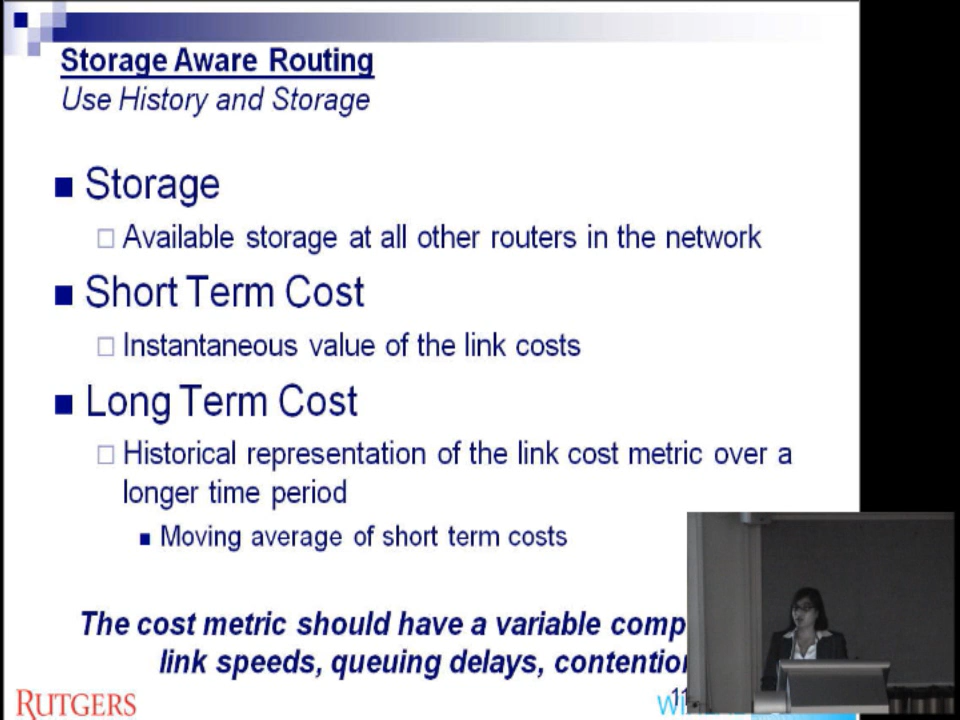 Storage Aware Routing
Use History and Storage
Storage
Available storage at all other routers in the network
Short Term Cost
Instantaneous value of the link costs
Long Term Cost
Historical representation of the link cost metric over a
longer time period
Moving average of short term costs
The cost metric should have a variable
link speeds, queuing delays,
11
RUTGERS